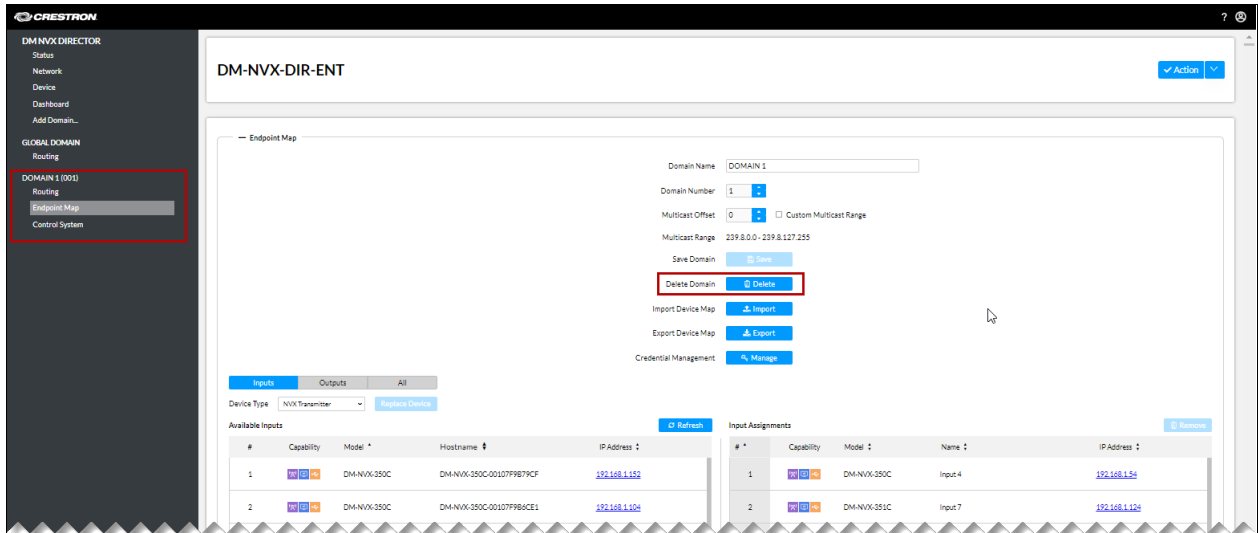 CRESTRON
?
DM NVX DIRECTOR
Status
Network
Device
Dashboard
Add Domain...
GLOBAL DOMAIN
Routing
DOMAIN 1 (001)
Routing
Endpoint Map
Control System
DM-NVX-DIR-ENT
Action
Endpoint Map
Domain Name DOMAIN 1
Domain Number 1
Multicast Offset 0 Custom Multicast Range
Multicast Range 239.8.0.0 - 239.8.127.255
Save Domain Save
Delete Domain Delete
Import Device Map Import
Export Device Map Export
Credential Management Manage
Inputs Outputs All
Device Type NVX Transmitter Replace Device
Available Inputs Refresh Input Assignments Remove
# Capability Model Hostname IP Address # Capability Model Name IP Address
1 DM-NVX-350C DM-NVX-350C-00107F9B79CF 192.168.1.152 1 DM-NVX-350C Input 4 192.168.1.54
2 DM-NVX-350C DM-NVX-350C-00107F9B6CE1 192.168.1.104 2 DM-NVX-351C Input 7 192.168.1.124